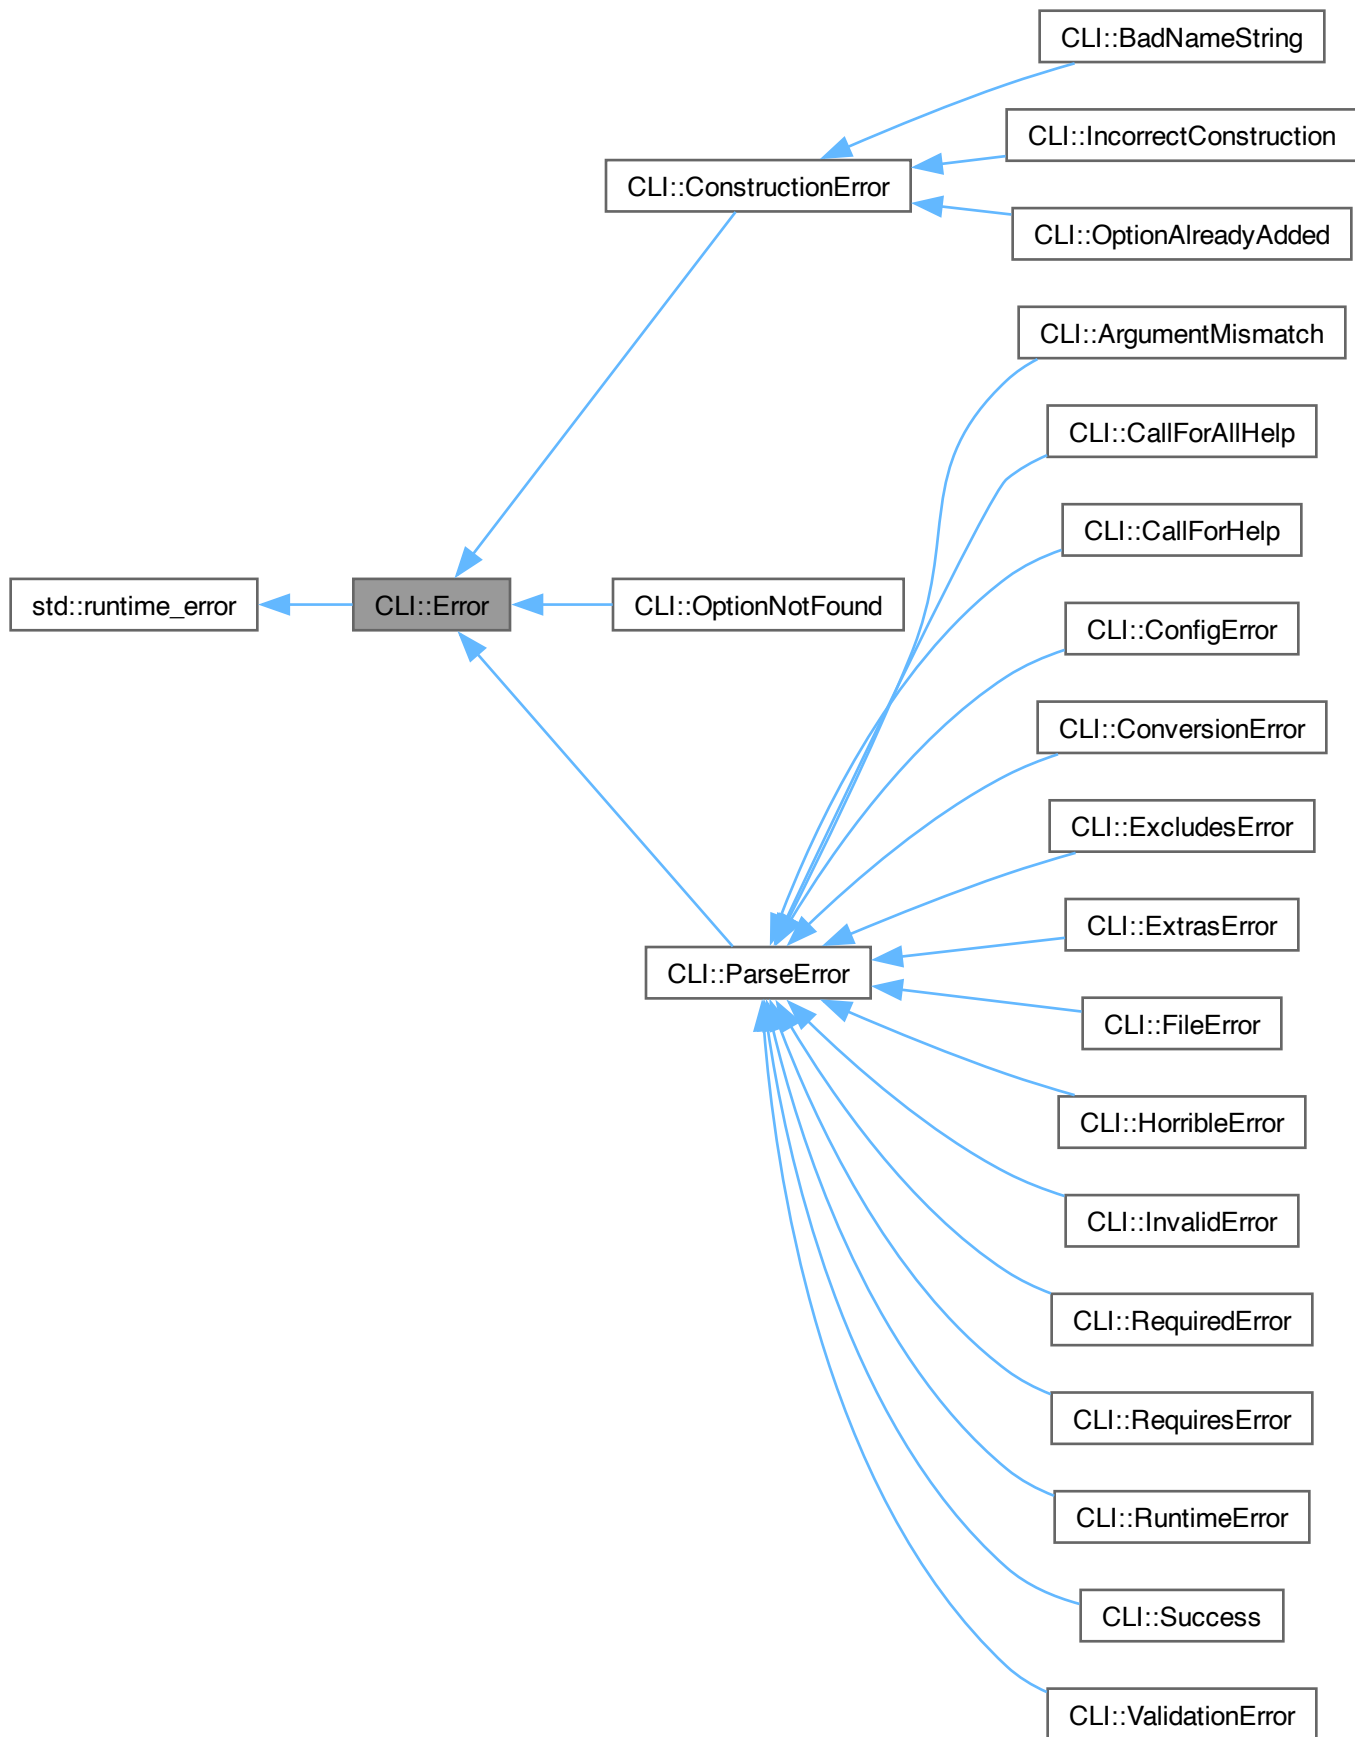 CLI::BadNameString
CLI::IncorrectConstruction
CLI::ConstructionError
CLI::OptionAlreadyAdded
CLI::ArgumentMismatch
CLI::CallForAllHelp
CLI::CallForHelp
std::runtime_error
CLI::Error
CLI::OptionNotFound
CLI::ConfigError
CLI::ConversionError
CLI::ExcludesError
CLI::ExtrasError
CLI::ParseError
CLI::FileError
CLI::HorribleError
CLI::InvalidError
CLI::RequiredError
CLI::RequiresError
CLI::RuntimeError
CLI::Success
CLI::ValidationError